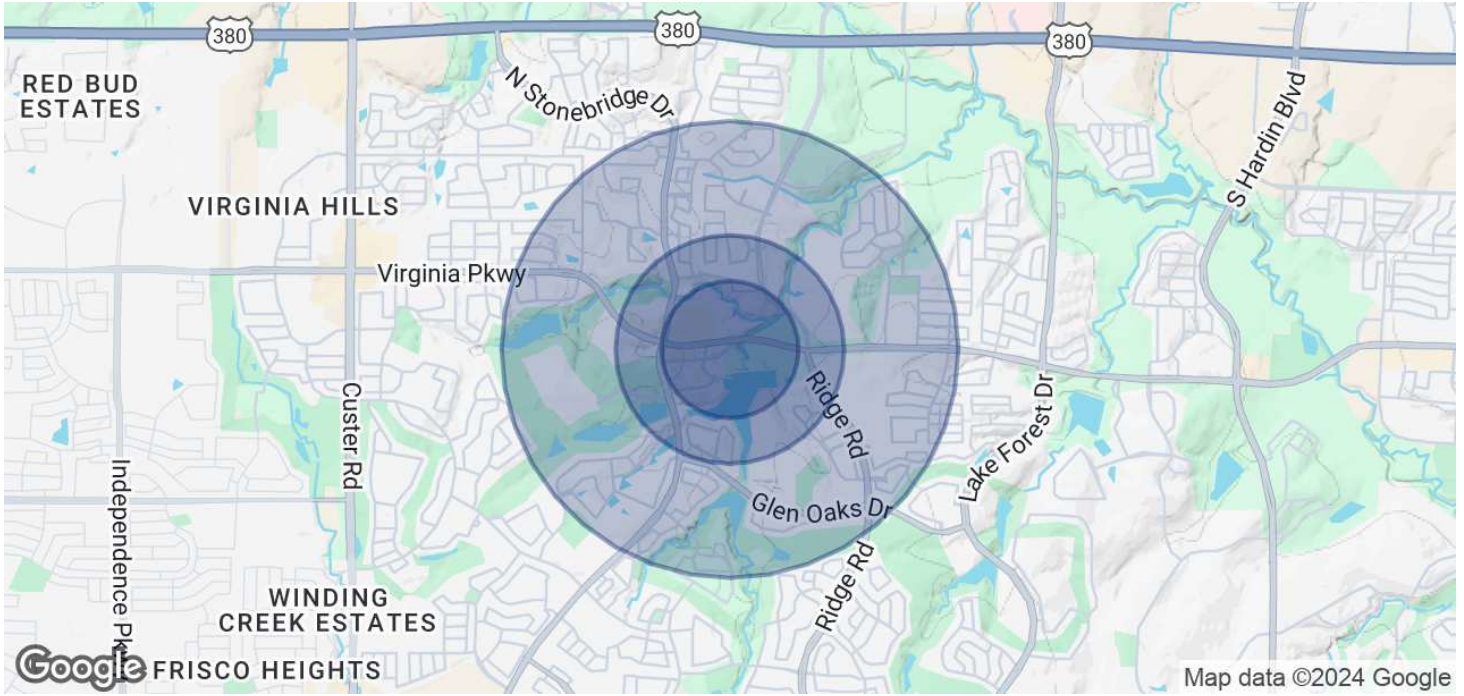 380
380
380
RED BUD
ESTATES
N Stonebridge Dr
S Hardin Blvd
VIRGINIA HILLS
Virginia Pkwy
Custer Rd
Ridge Rd
Lake Forest Dr
Independence Pkwy
Glen Oaks Dr
Ridge Rd
WINDING
CREEK ESTATES
Google
FRISCO HEIGHTS
Map data ©2024 Google